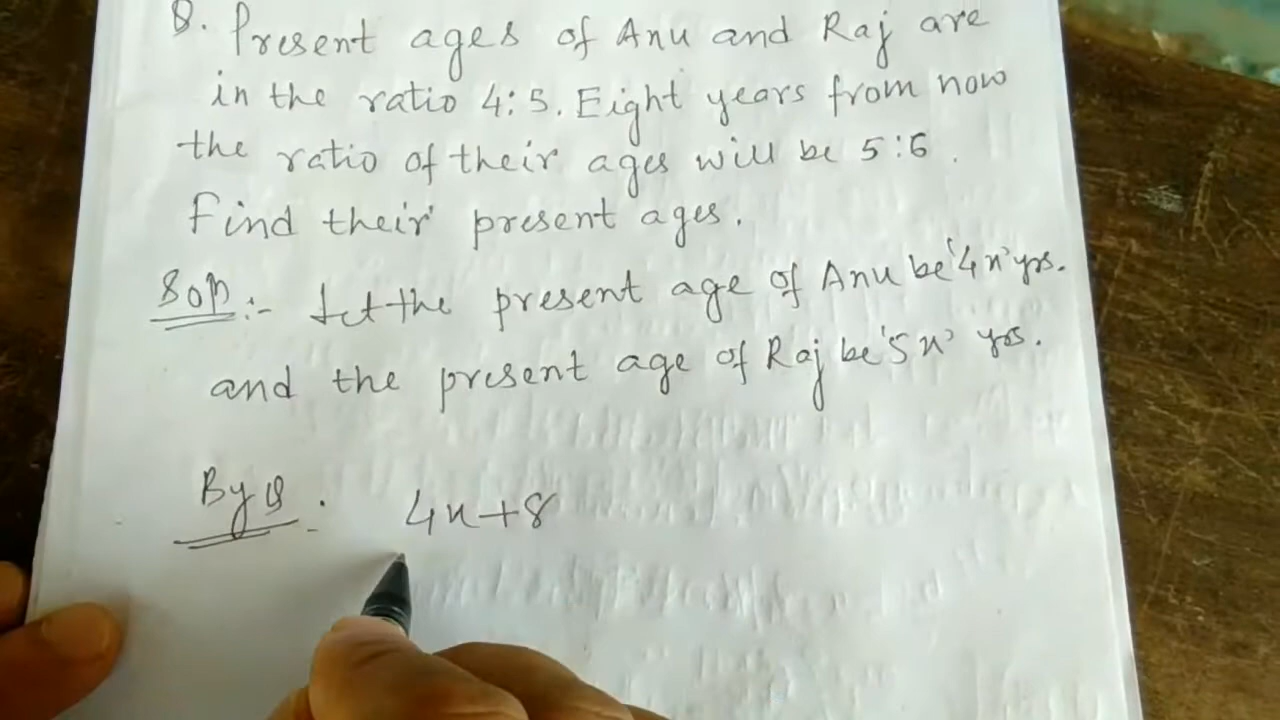 8. Present ages of Anu and Raj are
in the ratio 4:5. Eight years from now
the ratio of their ages will be 5:6.
Find their present ages.
Soln:- Let the present age of Anu be '4x' yrs.
and the present age of Raj be '5x' yrs.
By Q: 4x+8